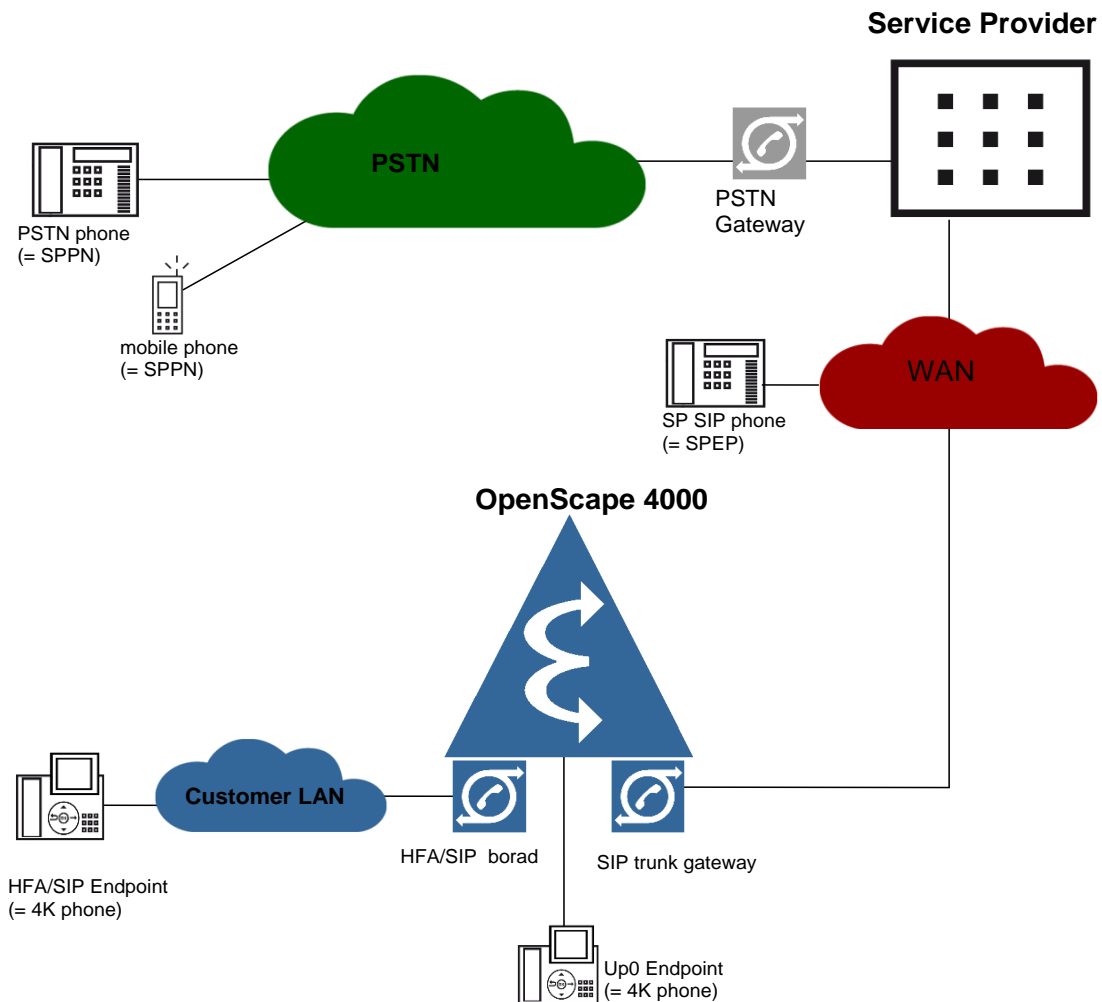 Service Provider
PSTN
PSTN
Gateway
PSTN phone
(= SPPN)
mobile phone
(= SPPN)
WAN
SP SIP phone
(= SPEP)
OpenScape 4000
Customer LAN
HFA/SIP  borad
SIP trunk gateway
HFA/SIP Endpoint
(= 4K phone)
Up0 Endpoint
(= 4K phone)